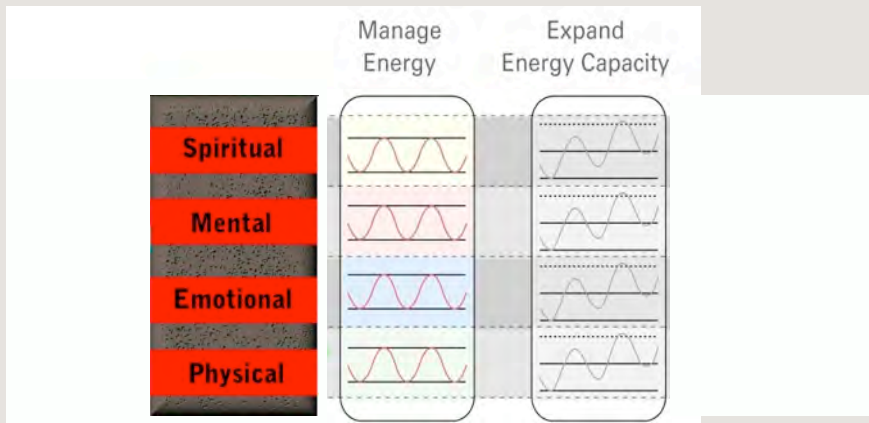 Manage
Energy
Expand
Energy Capacity
Spiritual
Mental
Emotional
Physical